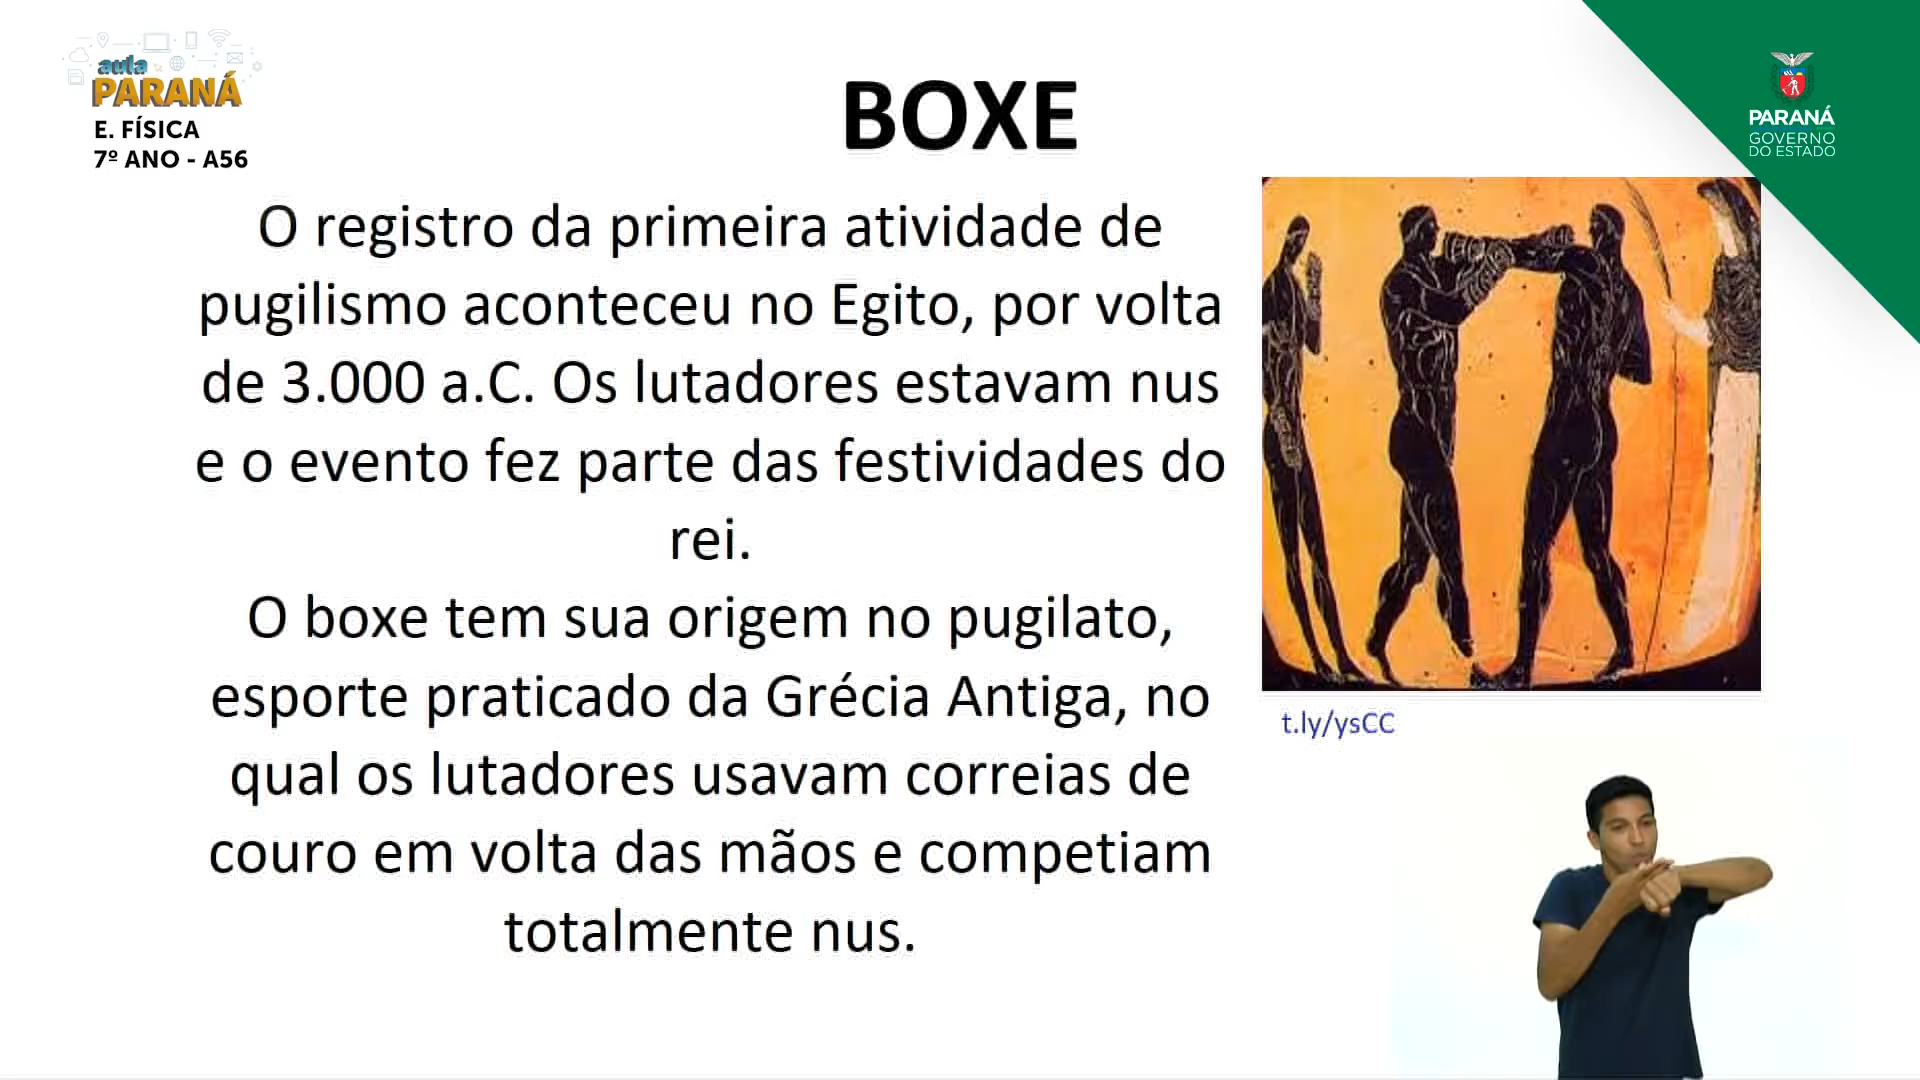 aula
PARANÁ
E. FÍSICA
7º ANO - A56
BOXE
PARANÁ
GOVERNO
DO ESTADO
O registro da primeira atividade de
pugilismo aconteceu no Egito, por volta
de 3.000 a.C. Os lutadores estavam nus
e o evento fez parte das festividades do
rei.
O boxe tem sua origem no pugilato,
esporte praticado da Grécia Antiga, no
qual os lutadores usavam correias de
couro em volta das mãos e competiam
totalmente nus.
t.ly/ysCC